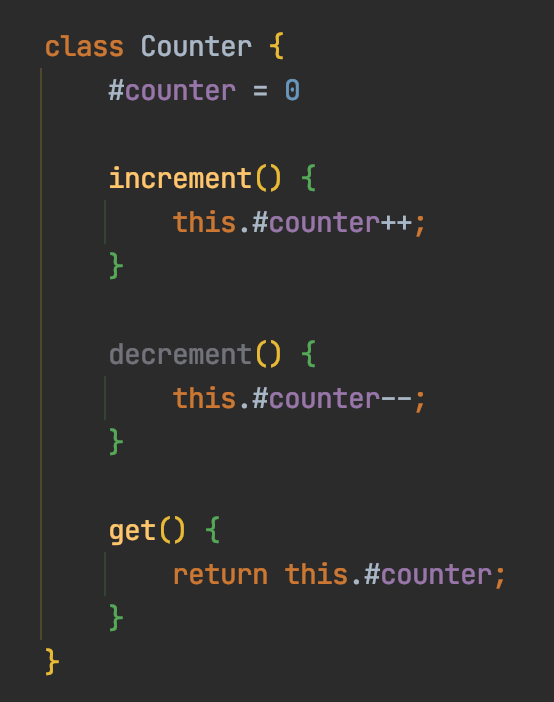 class Counter {
    #counter = 0

    increment() {
        this.#counter++;
    }

    decrement() {
        this.#counter--;
    }

    get() {
        return this.#counter;
    }
}